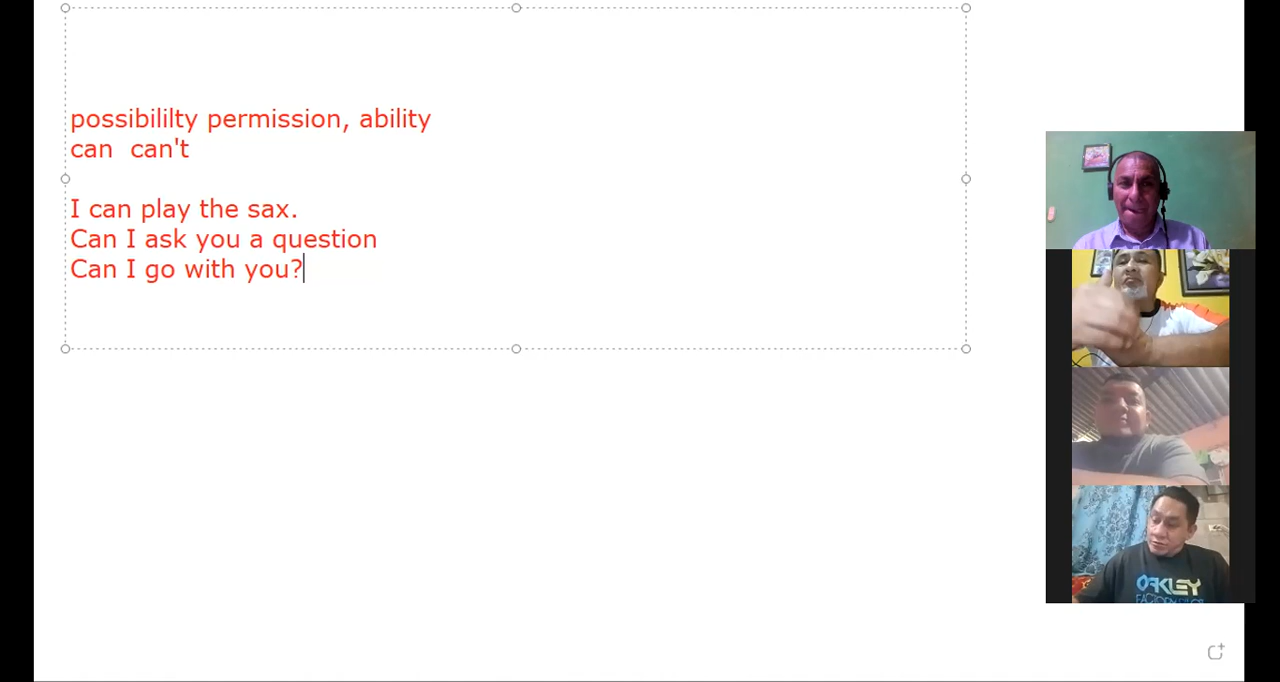 possibililty permission, ability
can can't
I can play the sax.
Can I ask you a question
Can I go with you?
OAKLEY